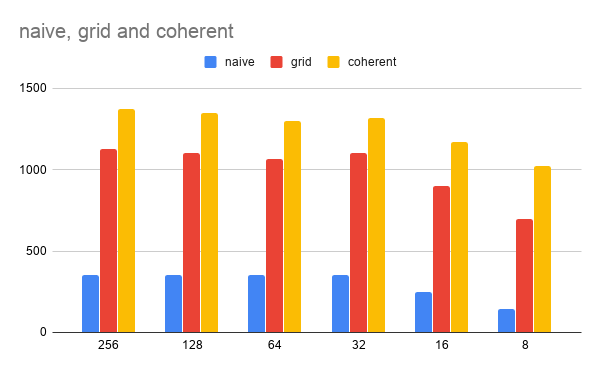 naive, grid and coherent
naive grid coherent
1500
1000
500
0
256 128 64 32 16 8